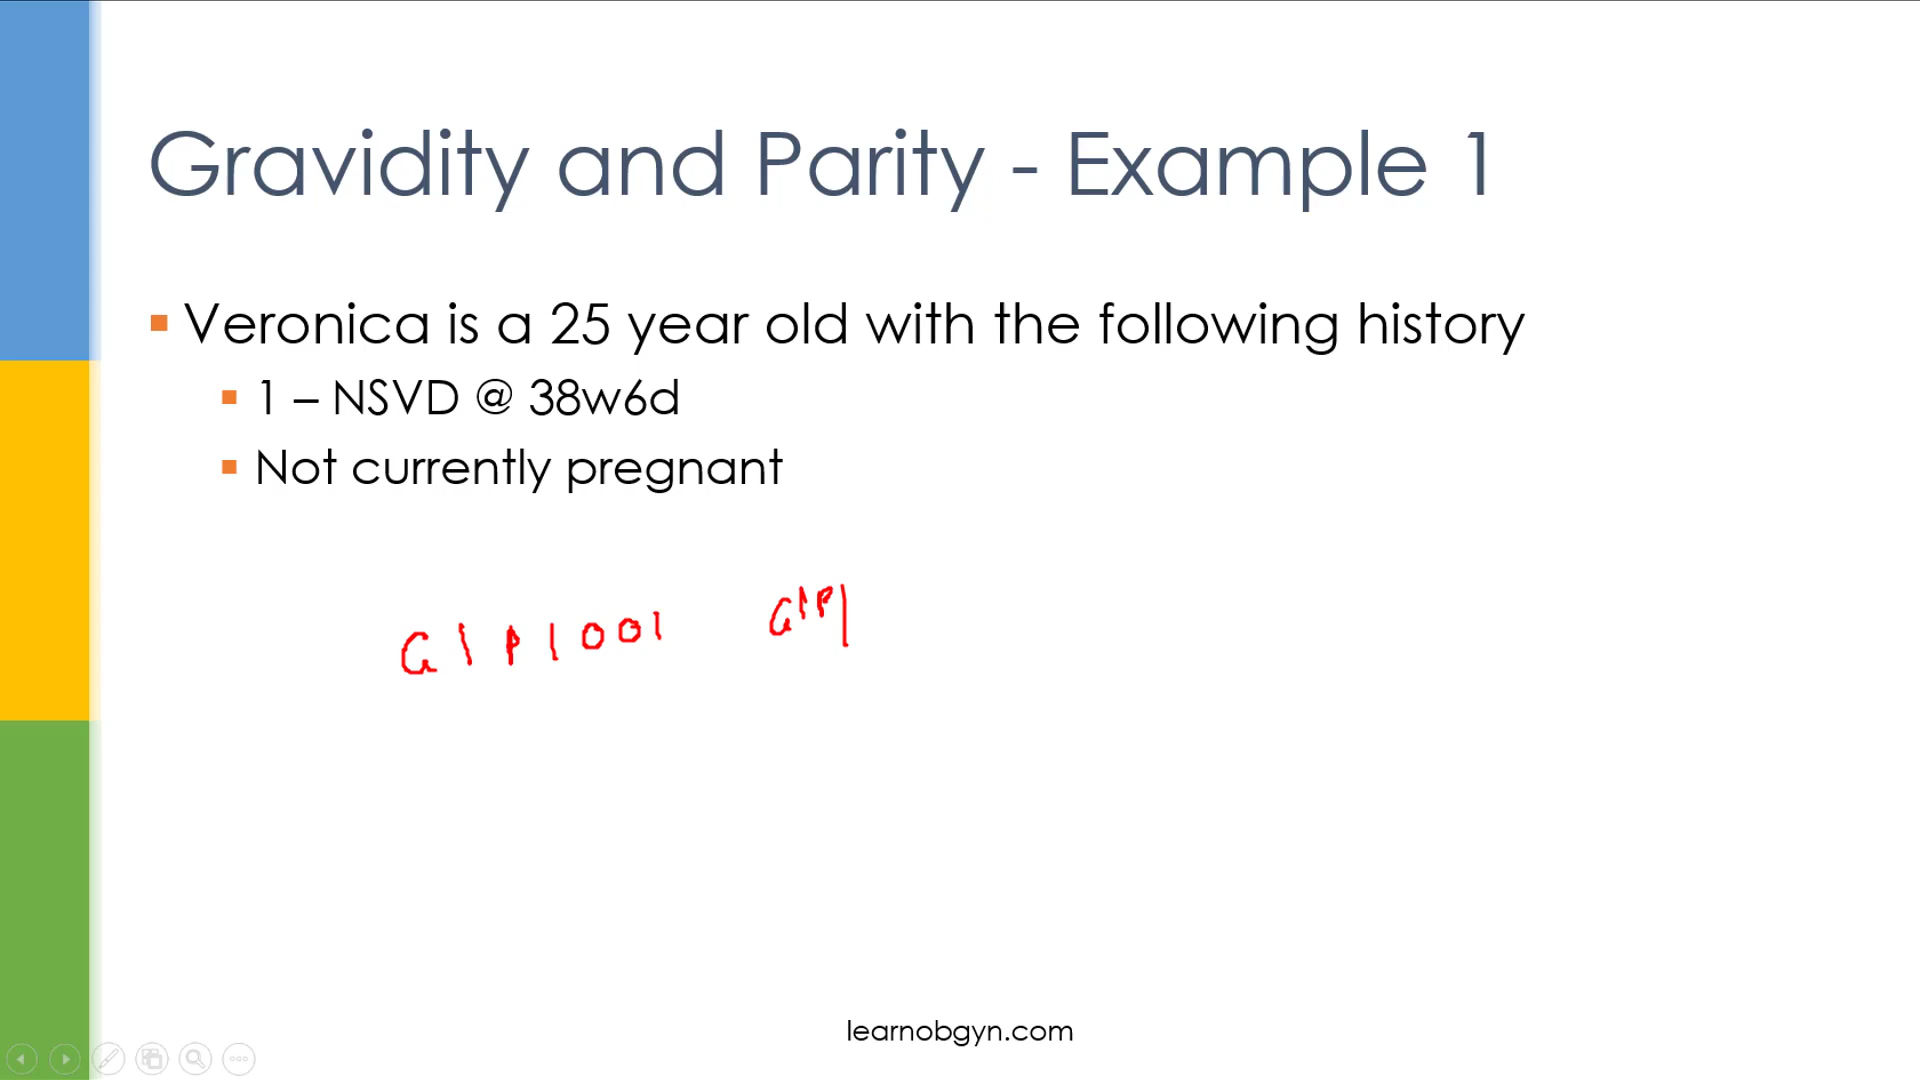 Gravidity and Parity - Example 1
Veronica is a 25 year old with the following history
1 – NSVD @ 38w6d
Not currently pregnant
G1P1001 G1P1
learnobgyn.com